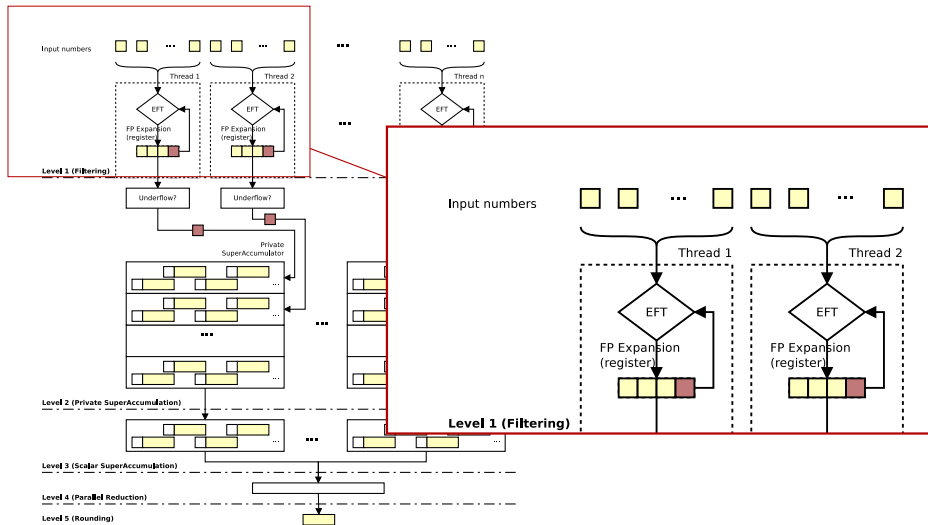 Input numbers
...
...
...
...
Thread 1
Thread 2
Thread n
EFT
EFT
EFT
FP Expansion
(register)
FP Expansion
(register)
...
Level 1 (Filtering)
Underflow?
Underflow?
Private
SuperAccumulator
...
...
...
...
...
Level 2 (Private SuperAccumulation)
...
...
...
Level 3 (Scalar SuperAccumulation)
Level 4 (Parallel Reduction)
Level 5 (Rounding)
Input numbers
...
...
Thread 1
Thread 2
EFT
EFT
FP Expansion
(register)
FP Expansion
(register)
Level 1 (Filtering)